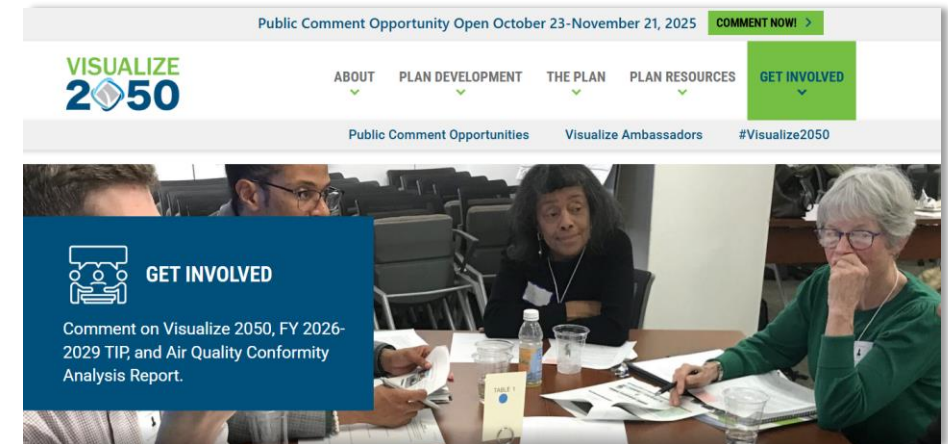 Public Comment Opportunity Open October 23-November 21, 2025 COMMENT NOW! >
VISUALIZE
2050
ABOUT PLAN DEVELOPMENT THE PLAN PLAN RESOURCES GET INVOLVED
Public Comment Opportunities Visualize Ambassadors #Visualize2050
GET INVOLVED
Comment on Visualize 2050, FY 2026-
2029 TIP, and Air Quality Conformity
Analysis Report.
TABLE 1